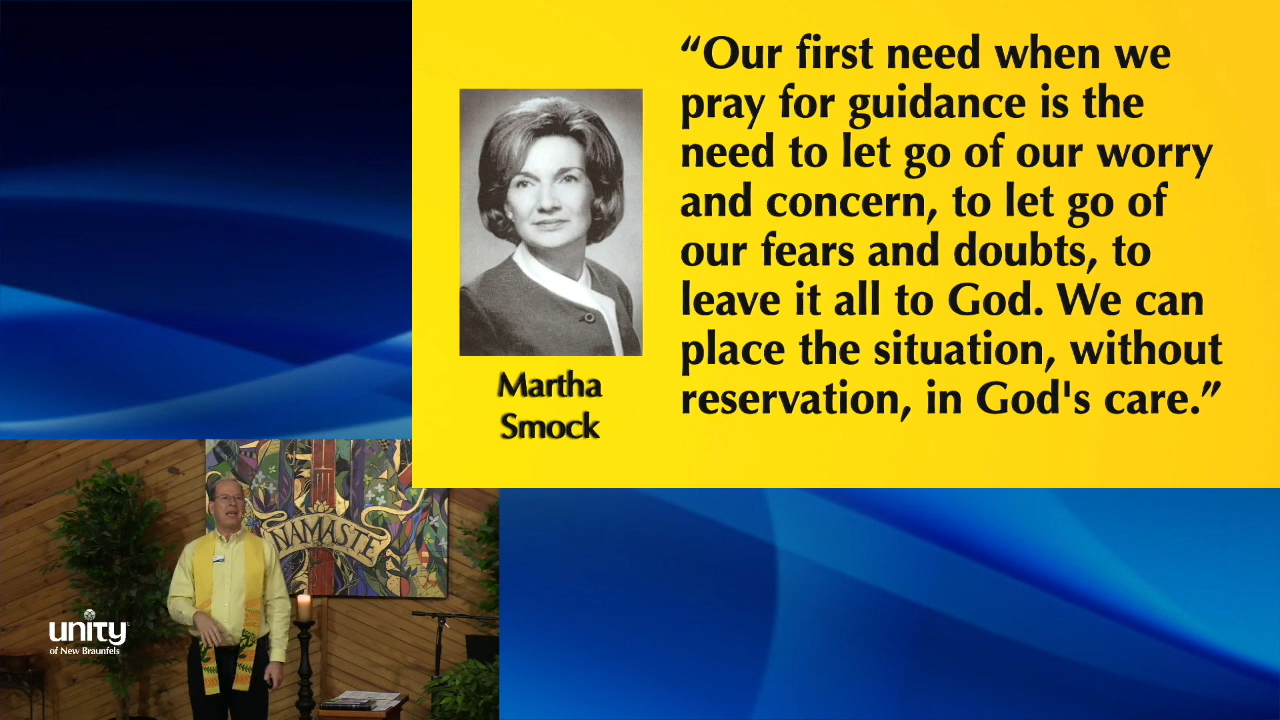 “Our first need when we
pray for guidance is the
need to let go of our worry
and concern, to let go of
our fears and doubts, to
leave it all to God. We can
place the situation, without
reservation, in God's care.”
Martha
Smock
NAMASTE
unity
of New Braunfels